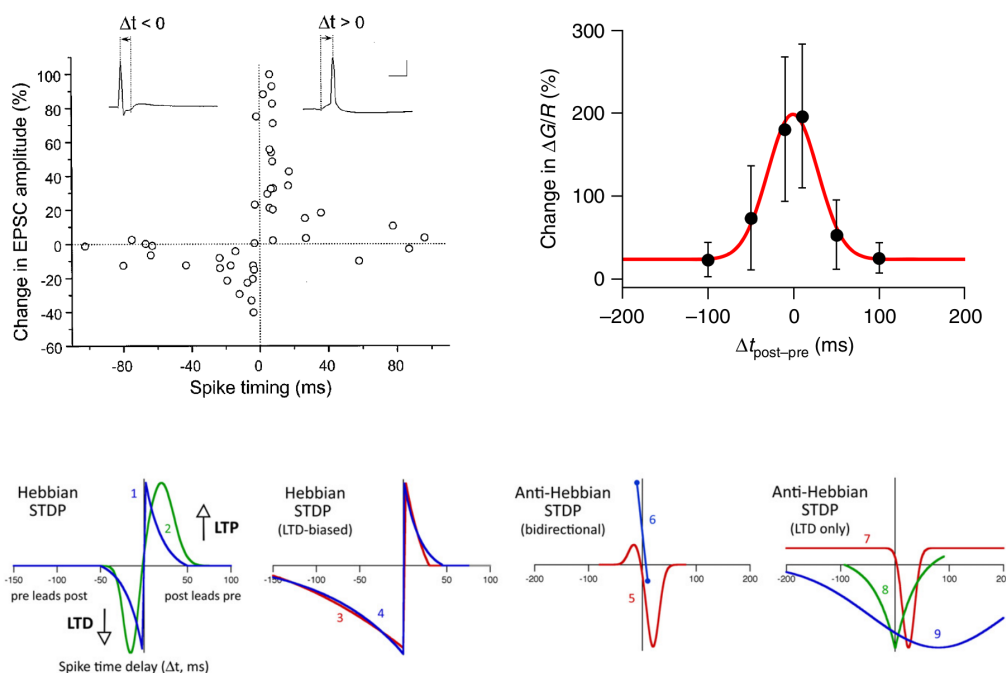 Δt < 0
Δt > 0
Change in EPSC amplitude (%)
100
80
60
40
20
0
-20
-40
-60
-80
-40
0
40
80
Spike timing (ms)
Change in ΔG/R (%)
300
200
100
0
−200
−100
0
100
200
Δtpost–pre (ms)
Hebbian
STDP
1
2
LTP
-150
-100
-50
0
50
100
pre leads post
post leads pre
LTD
Spike time delay (Δt, ms)
Hebbian
STDP
(LTD-biased)
-150
-100
-50
0
50
100
3
4
Anti-Hebbian
STDP
(bidirectional)
6
-200
-100
0
100
200
5
Anti-Hebbian
STDP
(LTD only)
7
-200
-100
0
100
200
8
9